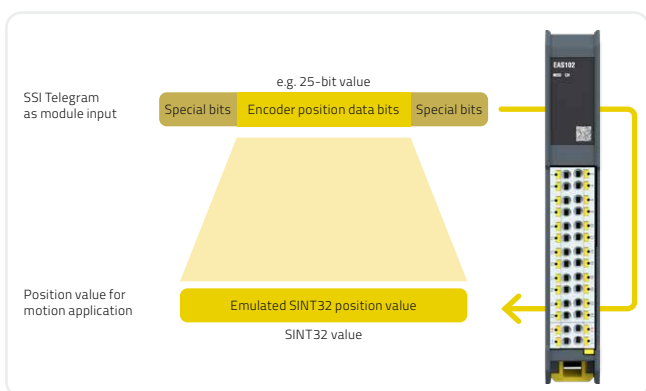 e.g. 25-bit value
SSI Telegram
as module input
Special bits
Encoder position data bits
Special bits
EAS102
Position value for
motion application
Emulated SINT32 position value
SINT32 value